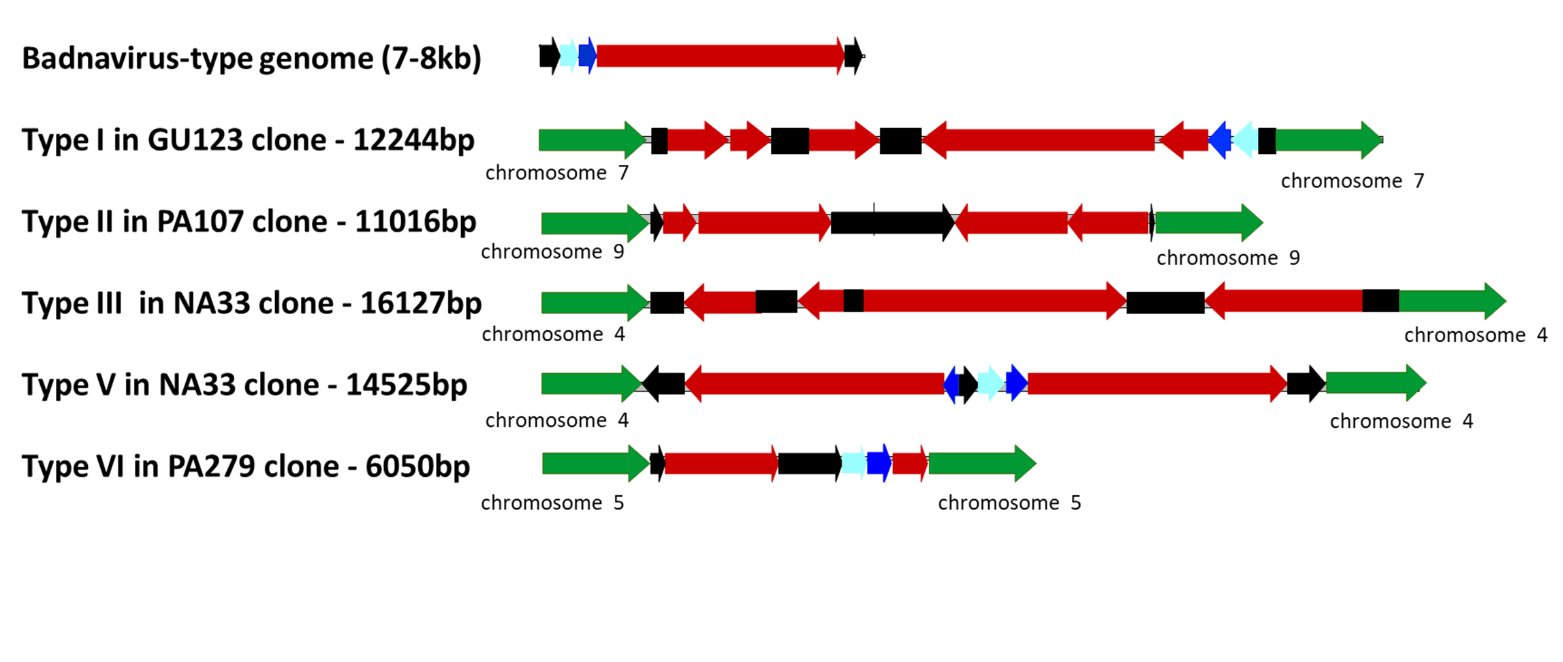 Badnavirus-type genome (7-8kb)
Type I in GU123 clone - 12244bp
chromosome 7
chromosome 7
Type II in PA107 clone - 11016bp
chromosome 9
chromosome 9
Type III in NA33 clone - 16127bp
chromosome 4
chromosome 4
Type V in NA33 clone - 14525bp
chromosome 4
chromosome 4
Type VI in PA279 clone - 6050bp
chromosome 5
chromosome 5